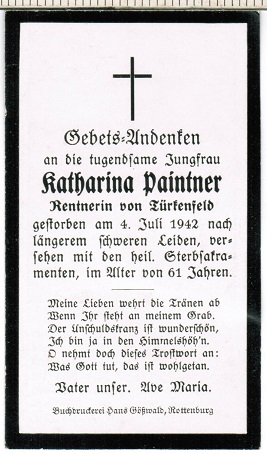 Gebets-Andenken
an die tugendsame Jungfrau
Katharina Paintner
Rentnerin von Türkenfeld
gestorben am 4. Juli 1942 nach
längerem schweren Leiden, ver-
sehen mit den heil. Sterbsakra-
menten, im Alter von 61 Jahren.
Meine Lieben wehrt die Tränen ab
Wenn Ihr steht an meinem Grab.
Der Unschuldskranz ist wunderschön,
Ich bin ja in den Himmelshöh'n.
O nehmt doch dieses Trostwort an:
Was Gott tut, das ist wohlgetan.
Vater unser. Ave Maria.
Buchdruckerei Hans Gößwald, Rottenburg